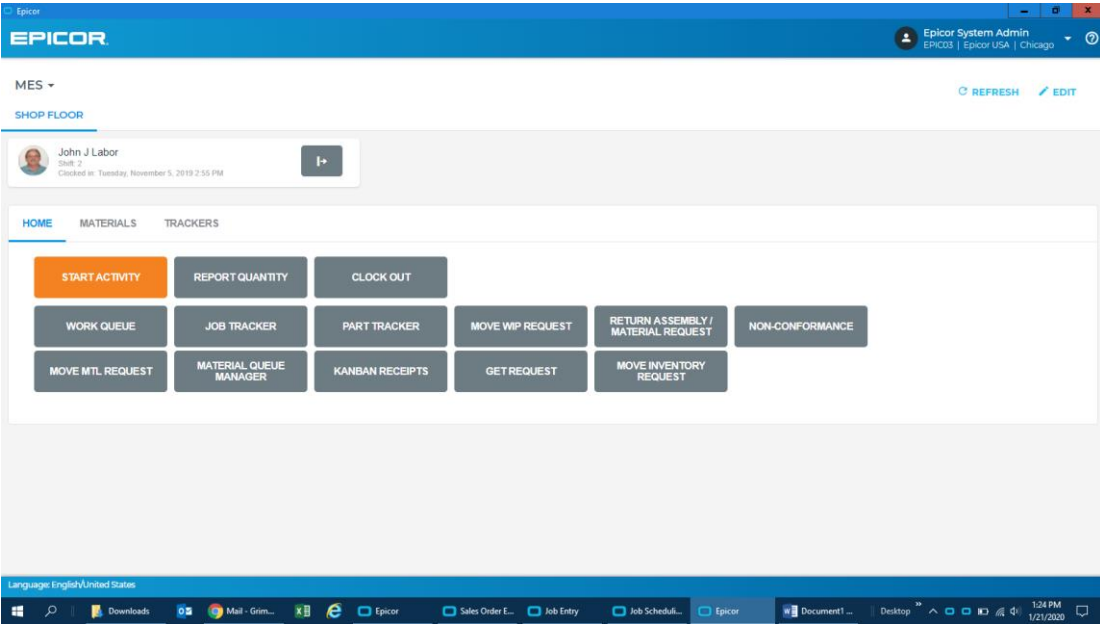 Epicor
EPICOR
Epicor System Admin
EPIC03 | Epicor USA | Chicago
MES
REFRESH EDIT
SHOP FLOOR
John J Labor
Shift: 2
Clocked in: Tuesday, November 5, 2019 2:55 PM
HOME MATERIALS TRACKERS
START ACTIVITY REPORT QUANTITY CLOCK OUT
WORK QUEUE JOB TRACKER PART TRACKER MOVE WIP REQUEST RETURN ASSEMBLY / MATERIAL REQUEST NON-CONFORMANCE
MOVE MTL REQUEST MATERIAL QUEUE MANAGER KANBAN RECEIPTS GET REQUEST MOVE INVENTORY REQUEST
Language: English/United States
Downloads Mail - Grim... Epicor Sales Order E... Job Entry Job Scheduli... Epicor Document1 ... Desktop 1:24 PM
1/21/2020